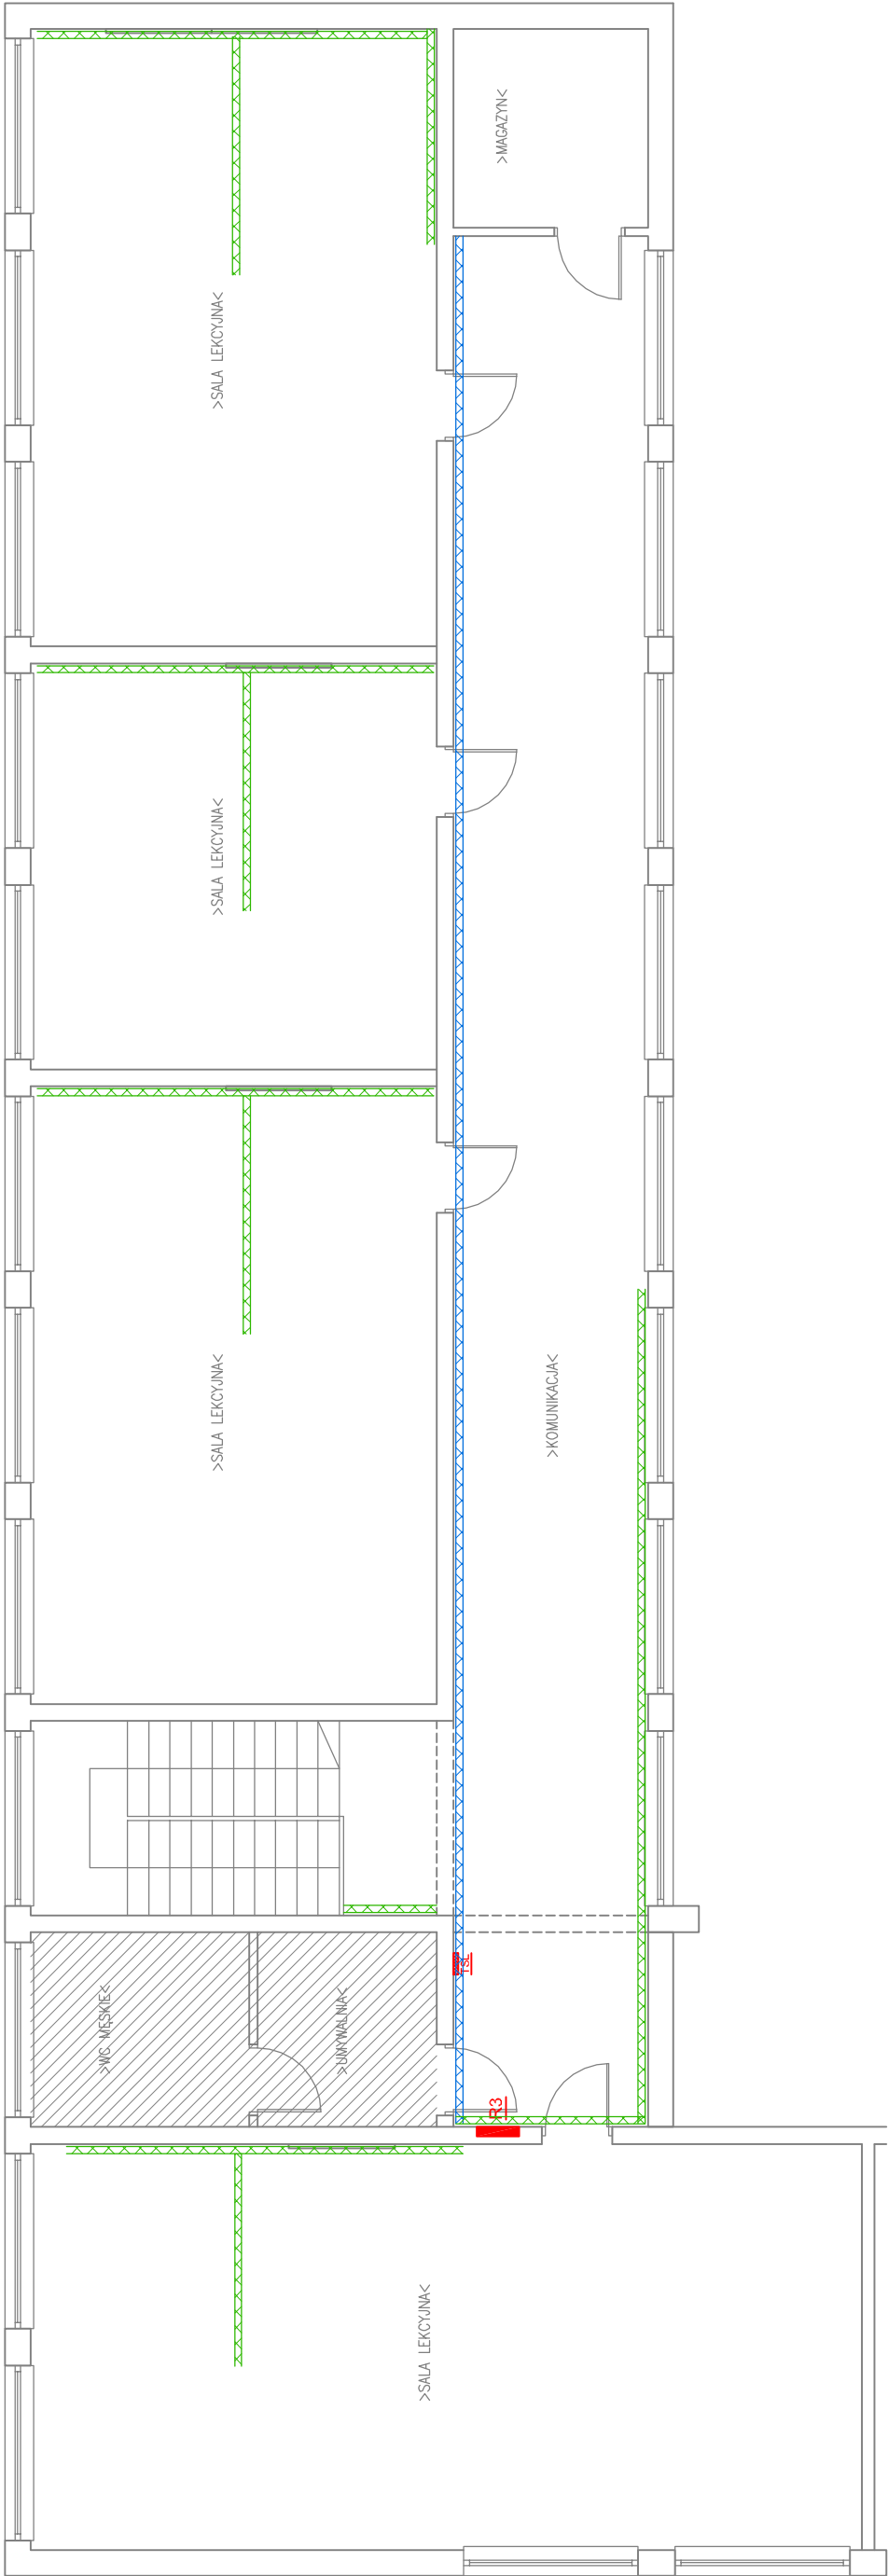 >MAGAZYN<
>SALA LEKCYJNA<
>SALA LEKCYJNA<
>SALA LEKCYJNA<
>KOMUNIKACJA<
TSL
>WC MĘSKIE<
>UMYWALNIA<
R3
>SALA LEKCYJNA<